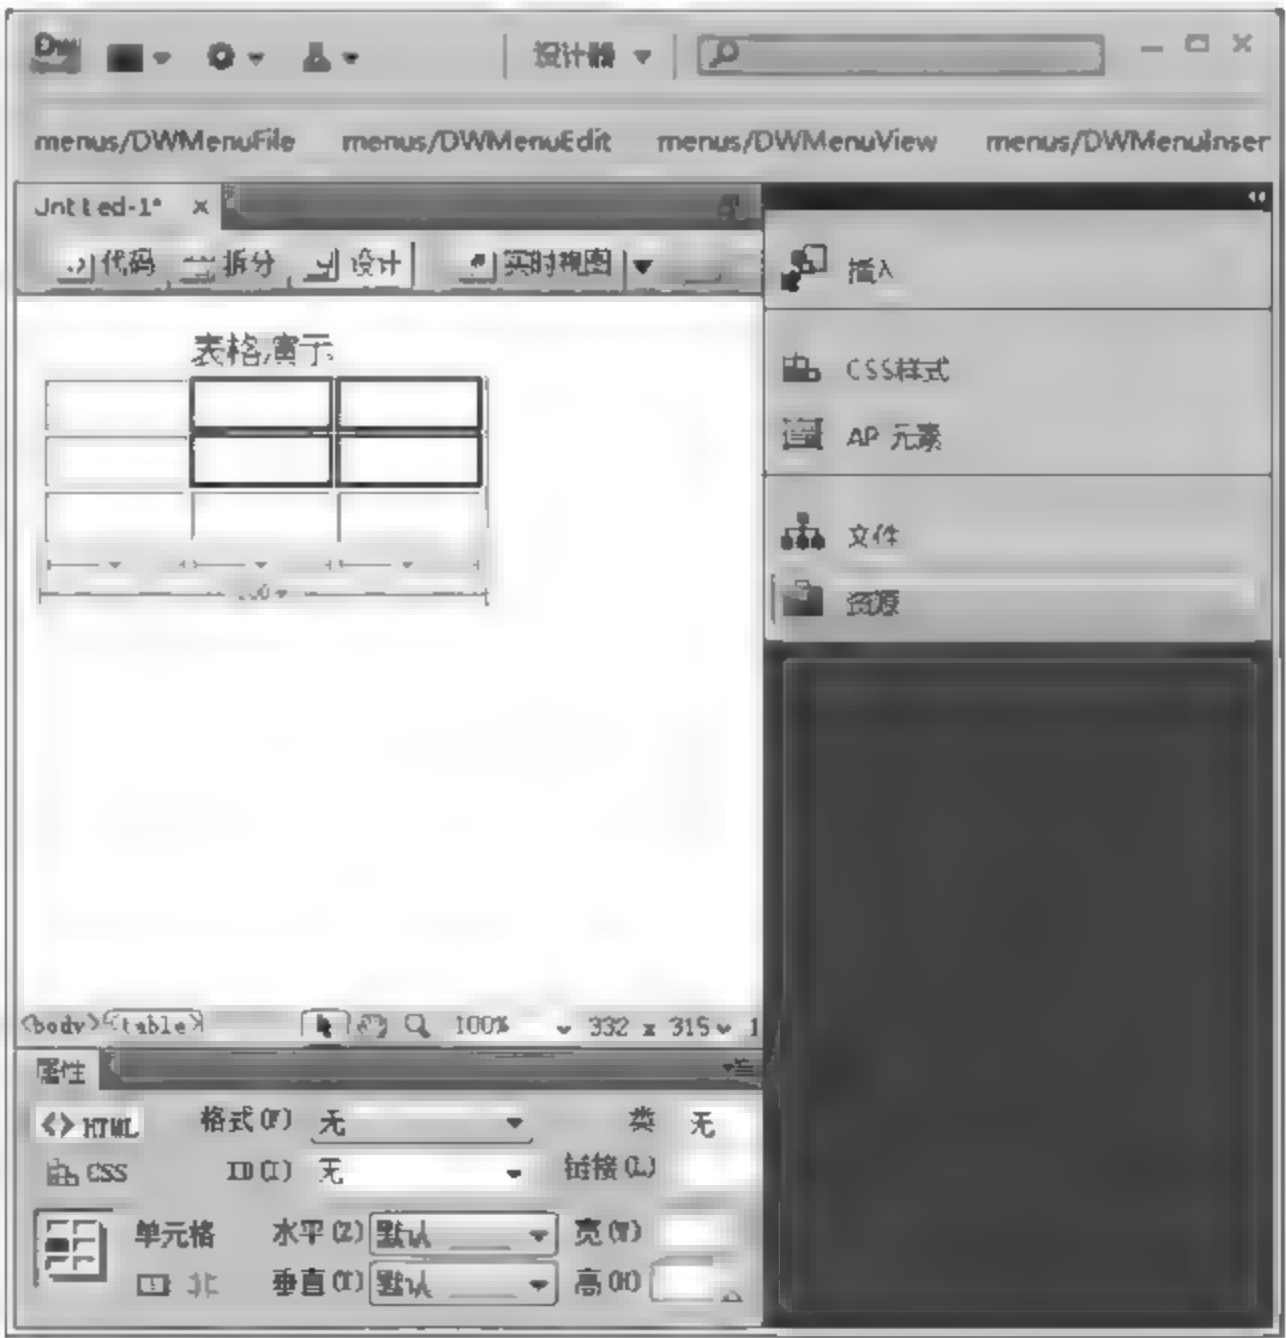 Dw 设计器
menus/DWMenuFile menus/DWMenuEdit menus/DWMenuView menus/DWMenuInser
Untitled-1* ×
代码 拆分 设计 实时视图
插入
表格演示
CSS样式
AP 元素
文件
资源
<body><table> 100% 332 x 315 1
属性
<> HTML 格式(F) 无 类 无
CSS ID(I) 无 链接(L)
单元格 水平(Z) 默认 宽(W)
垂直(T) 默认 高(H)